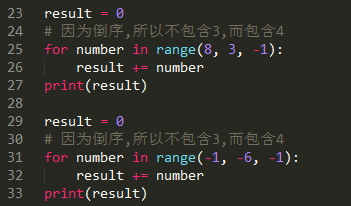 23 result = 0
24 # 因为倒序,所以不包含3,而包含4
25 for number in range(8, 3, -1):
26     result += number
27 print(result)
28
29 result = 0
30 # 因为倒序,所以不包含3,而包含4
31 for number in range(-1, -6, -1):
32     result += number
33 print(result)